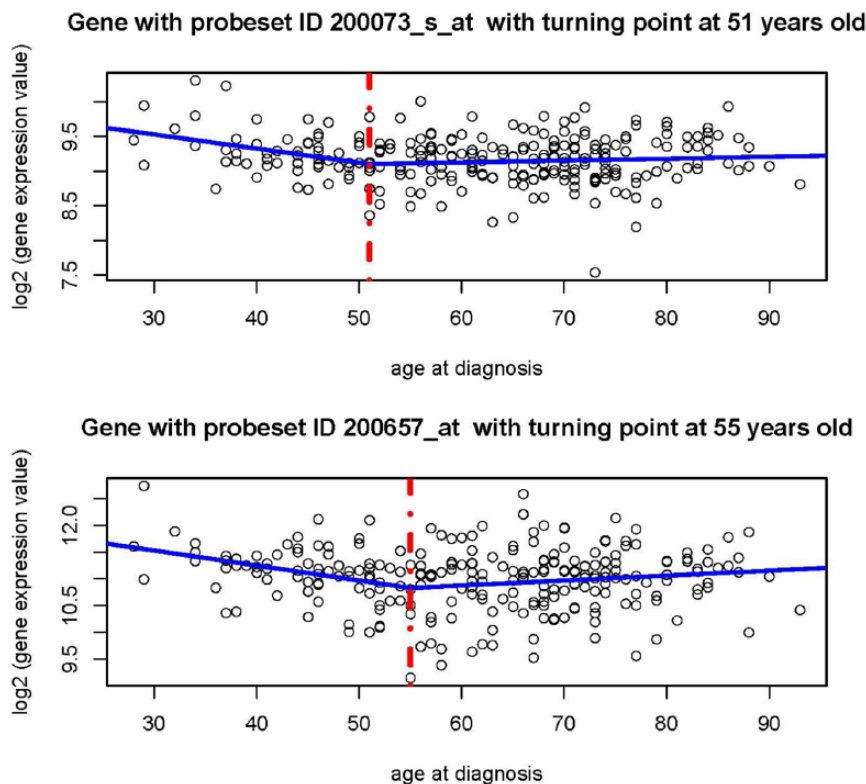 Gene with probeset ID 200073_s_at with turning point at 51 years old
log2 (gene expression value)
9.5
8.5
7.5
30 40 50 60 70 80 90
age at diagnosis
Gene with probeset ID 200657_at with turning point at 55 years old
log2 (gene expression value)
12.0
10.5
9.5
30 40 50 60 70 80 90
age at diagnosis